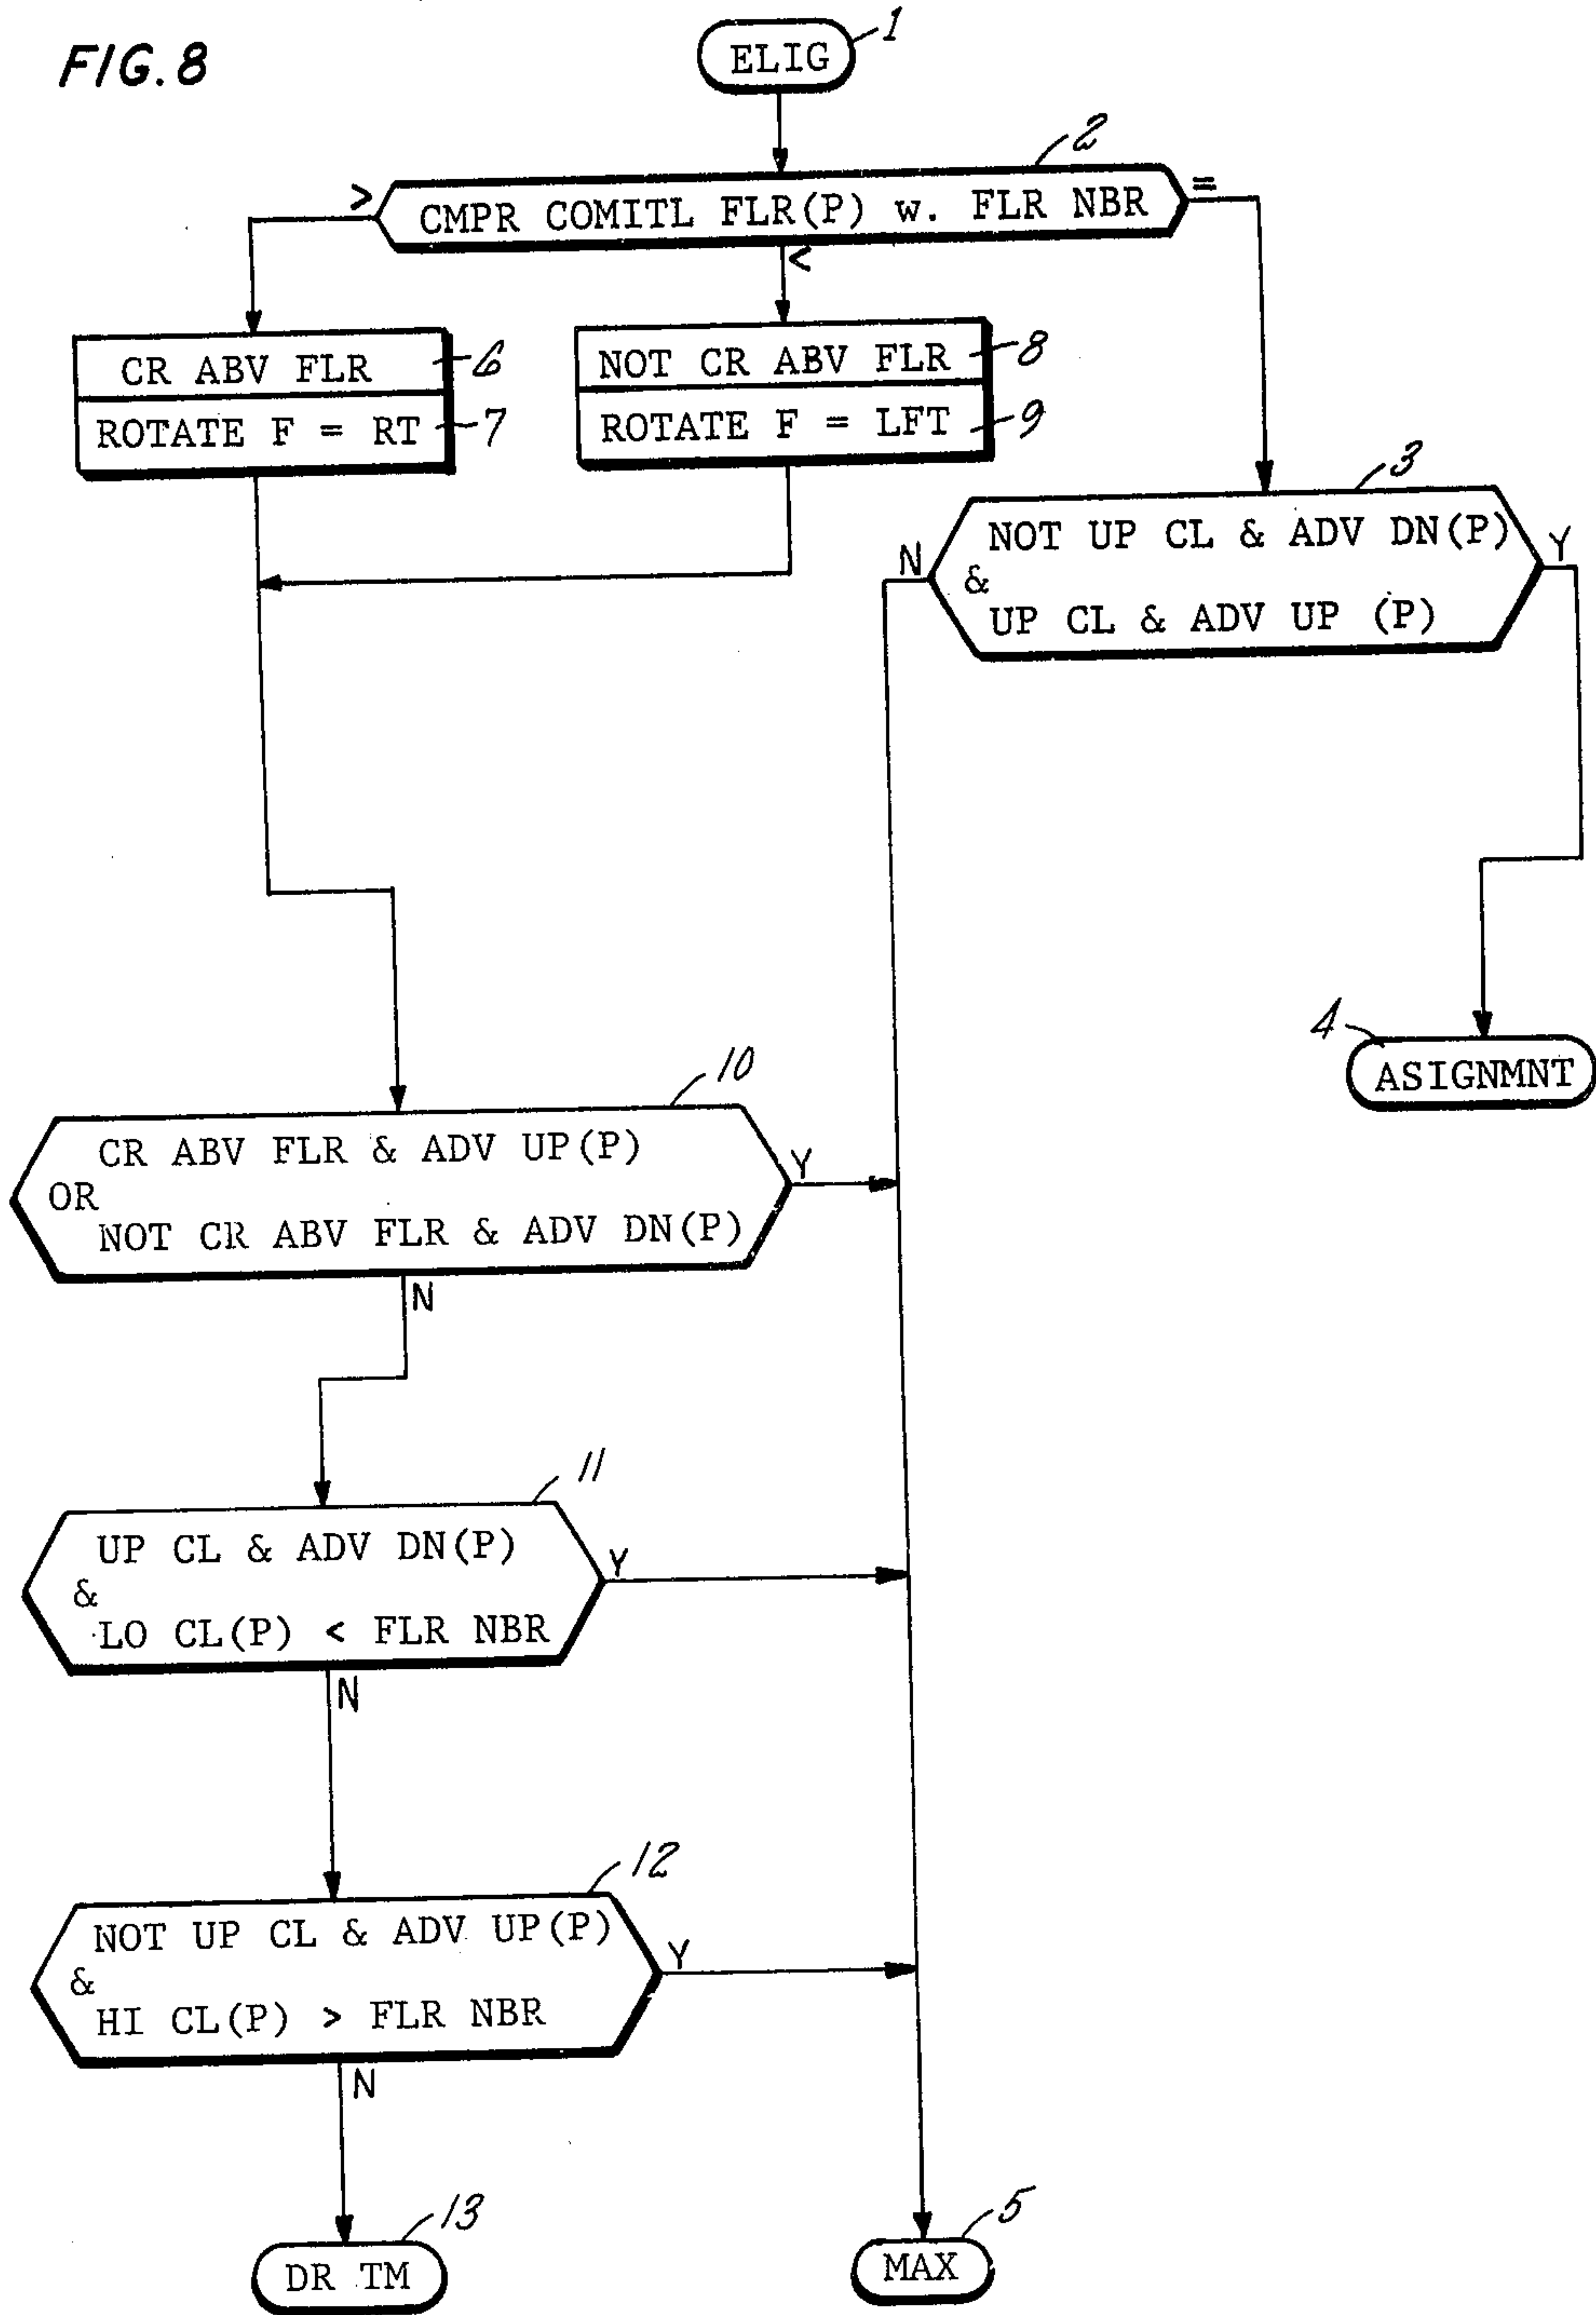 FIG. 8
ELIG
1
2
>
CMPR COMITL FLR(P) w. FLR NBR
=
<
CR ABV FLR
6
ROTATE F = RT
7
NOT CR ABV FLR
8
ROTATE F = LFT
9
3
N
NOT UP CL & ADV DN(P)
&
UP CL & ADV UP (P)
Y
4
ASIGNMNT
10
CR ABV FLR & ADV UP(P)
OR
NOT CR ABV FLR & ADV DN(P)
Y
N
11
UP CL & ADV DN(P)
&
LO CL(P) < FLR NBR
Y
N
12
NOT UP CL & ADV UP(P)
&
HI CL(P) > FLR NBR
Y
N
13
DR TM
5
MAX